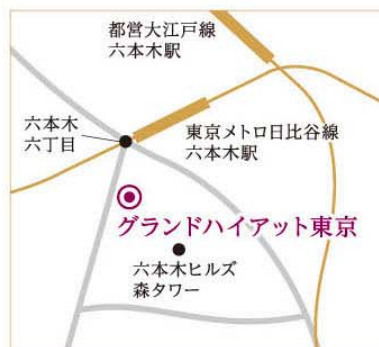 都営大江戸線
六本木駅
六本木
六丁目
東京メトロ日比谷線
六本木駅
グランドハイアット東京
六本木ヒルズ
森タワー